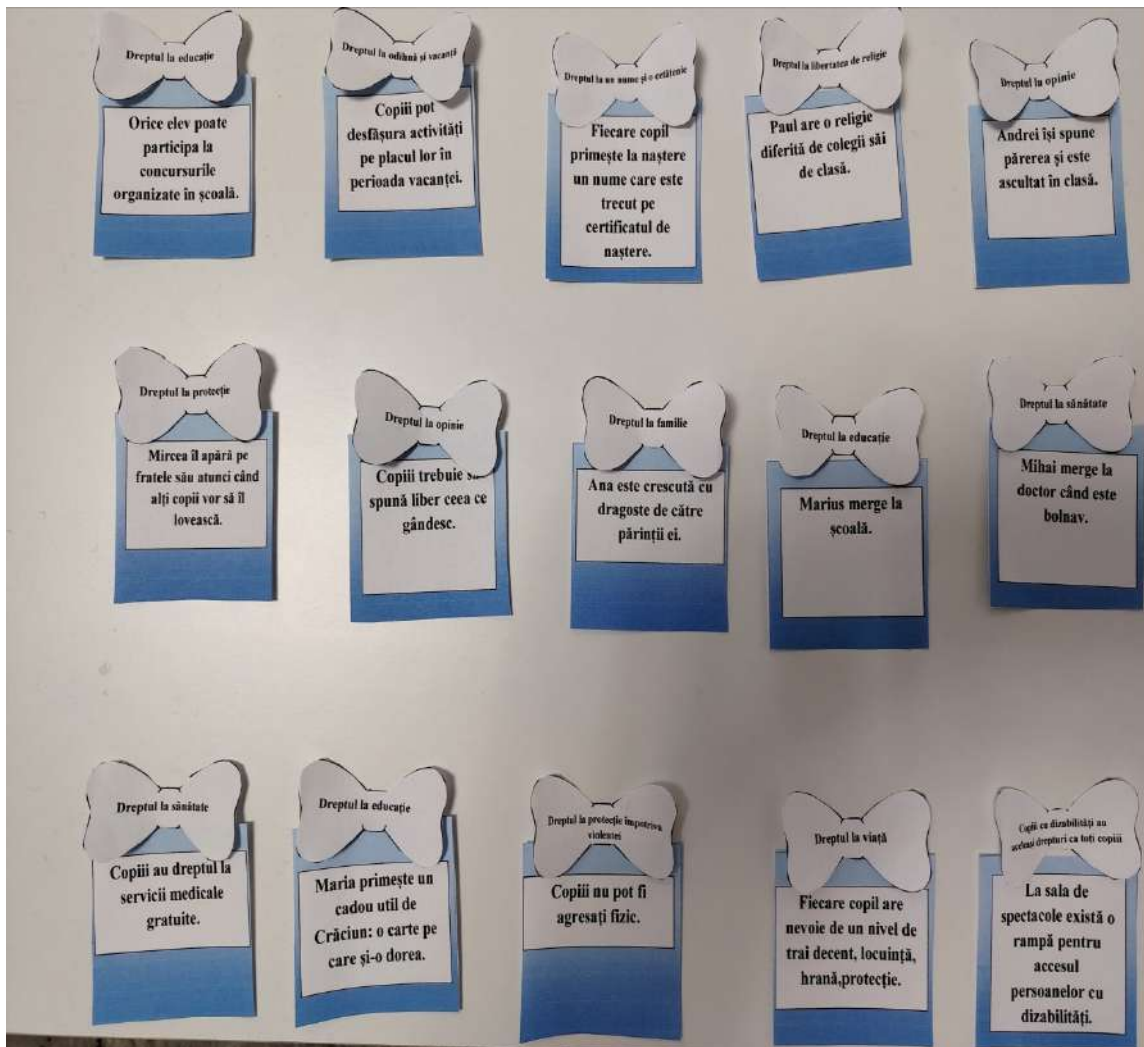 Dreptul la educație
Orice elev poate
participa la
concursurile
organizate în școală.
Dreptul la odihnă și vacanță
Copiii pot
desfășura activități
pe placul lor în
perioada vacanței.
Dreptul la un nume și o cetățenie
Fiecare copil
primește la naștere
un nume care este
trecut pe
certificatul de
naștere.
Dreptul la libertatea de religie
Paul are o religie
diferită de colegii săi
de clasă.
Dreptul la opinie
Andrei își spune
părerea și este
ascultat în clasă.
Dreptul la protecție
Mircea îl apără pe
fratele său atunci când
alți copii vor să îl
lovească.
Dreptul la opinie
Copiii trebuie
spună liber ceea ce
gândesc.
Dreptul la familie
Ana este crescută cu
dragoste de către
părinții ei.
Dreptul la educație
Marius merge la
școală.
Dreptul la sănătate
Mihai merge la
doctor când este
bolnav.
Dreptul la sănătate
Copiii au dreptul la
servicii medicale
gratuite.
Dreptul la educație
Maria primește un
cadou util de
Crăciun: o carte pe
care și-o dorea.
Dreptul la protecție împotriva
violenței
Copiii nu pot fi
agresați fizic.
Dreptul la viață
Fiecare copil are
nevoie de un nivel de
trai decent, locuință,
hrană,protecție.
Copiii cu dizabilități au
aceleași drepturi ca toți copiii
La sala de
spectacole există o
rampă pentru
accesul
persoanelor cu
dizabilități.